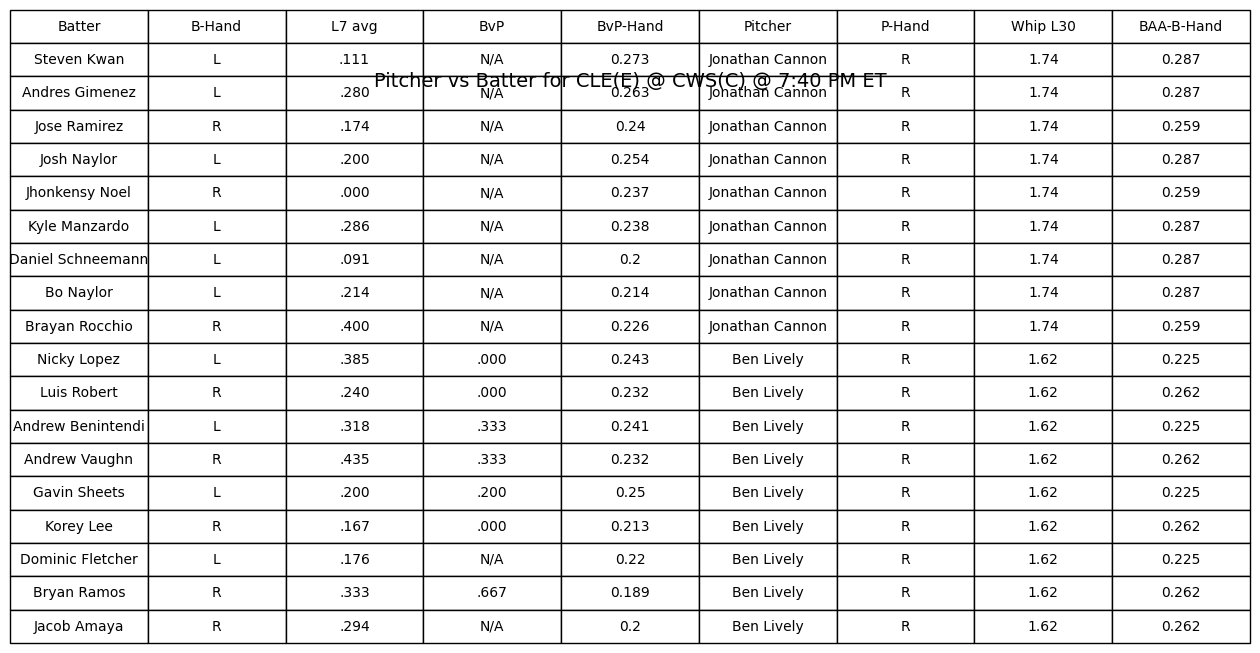 Batter B-Hand L7 avg BvP BvP-Hand Pitcher P-Hand Whip L30 BAA-B-Hand
Steven Kwan L .111 N/A 0.273 Jonathan Cannon R 1.74 0.287
Pitcher vs Batter for CLE(E) @ CWS(C) @ 7:40 PM ET
Andres Gimenez L .280 N/A 0.263 Jonathan Cannon R 1.74 0.287
Jose Ramirez R .174 N/A 0.24 Jonathan Cannon R 1.74 0.259
Josh Naylor L .200 N/A 0.254 Jonathan Cannon R 1.74 0.287
Jhonkensy Noel R .000 N/A 0.237 Jonathan Cannon R 1.74 0.259
Kyle Manzardo L .286 N/A 0.238 Jonathan Cannon R 1.74 0.287
Daniel Schneemann L .091 N/A 0.2 Jonathan Cannon R 1.74 0.287
Bo Naylor L .214 N/A 0.214 Jonathan Cannon R 1.74 0.287
Brayan Rocchio R .400 N/A 0.226 Jonathan Cannon R 1.74 0.259
Nicky Lopez L .385 .000 0.243 Ben Lively R 1.62 0.225
Luis Robert R .240 .000 0.232 Ben Lively R 1.62 0.262
Andrew Benintendi L .318 .333 0.241 Ben Lively R 1.62 0.225
Andrew Vaughn R .435 .333 0.232 Ben Lively R 1.62 0.262
Gavin Sheets L .200 .200 0.25 Ben Lively R 1.62 0.225
Korey Lee R .167 .000 0.213 Ben Lively R 1.62 0.262
Dominic Fletcher L .176 N/A 0.22 Ben Lively R 1.62 0.225
Bryan Ramos R .333 .667 0.189 Ben Lively R 1.62 0.262
Jacob Amaya R .294 N/A 0.2 Ben Lively R 1.62 0.262